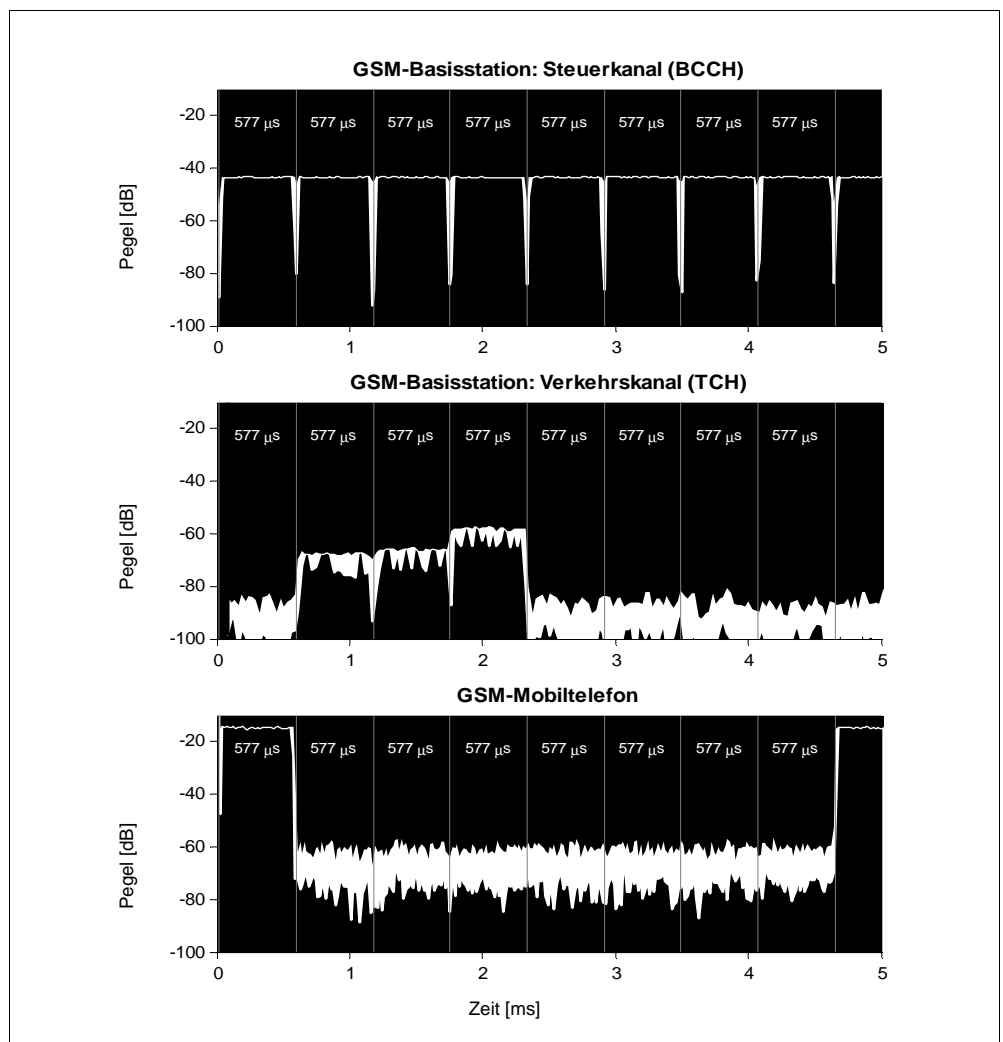 GSM-Basisstation: Steuerkanal (BCCH)
Pegel [dB]
-20
-40
-60
-80
-100
577 µs 577 µs 577 µs 577 µs 577 µs 577 µs 577 µs 577 µs
0 1 2 3 4 5
GSM-Basisstation: Verkehrskanal (TCH)
Pegel [dB]
-20
-40
-60
-80
-100
577 µs 577 µs 577 µs 577 µs 577 µs 577 µs 577 µs 577 µs
0 1 2 3 4 5
GSM-Mobiltelefon
Pegel [dB]
-20
-40
-60
-80
-100
577 µs 577 µs 577 µs 577 µs 577 µs 577 µs 577 µs 577 µs
0 1 2 3 4 5
Zeit [ms]